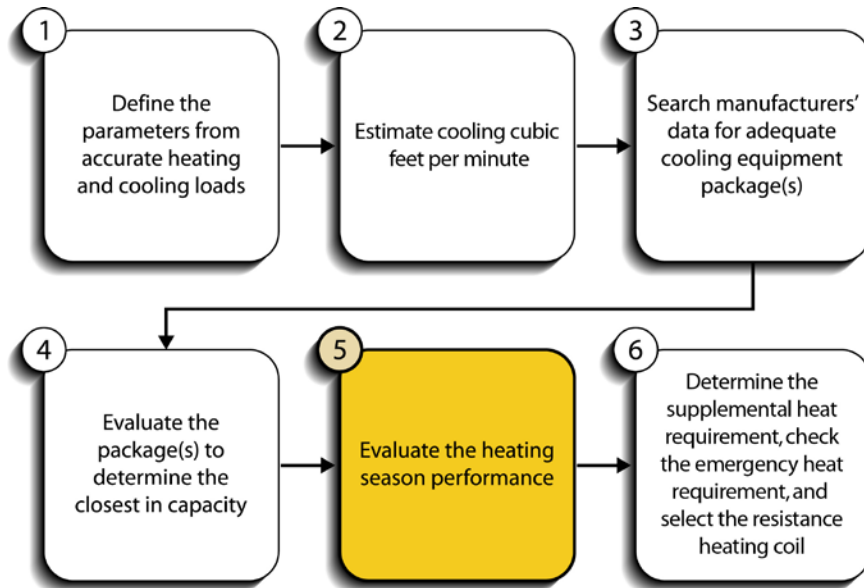 1
Define the
parameters from
accurate heating
and cooling loads
2
Estimate cooling cubic
feet per minute
3
Search manufacturers'
data for adequate
cooling equipment
package(s)
4
Evaluate the
package(s) to
determine the
closest in capacity
5
Evaluate the heating
season performance
6
Determine the
supplemental heat
requirement, check
the emergency heat
requirement, and
select the resistance
heating coil